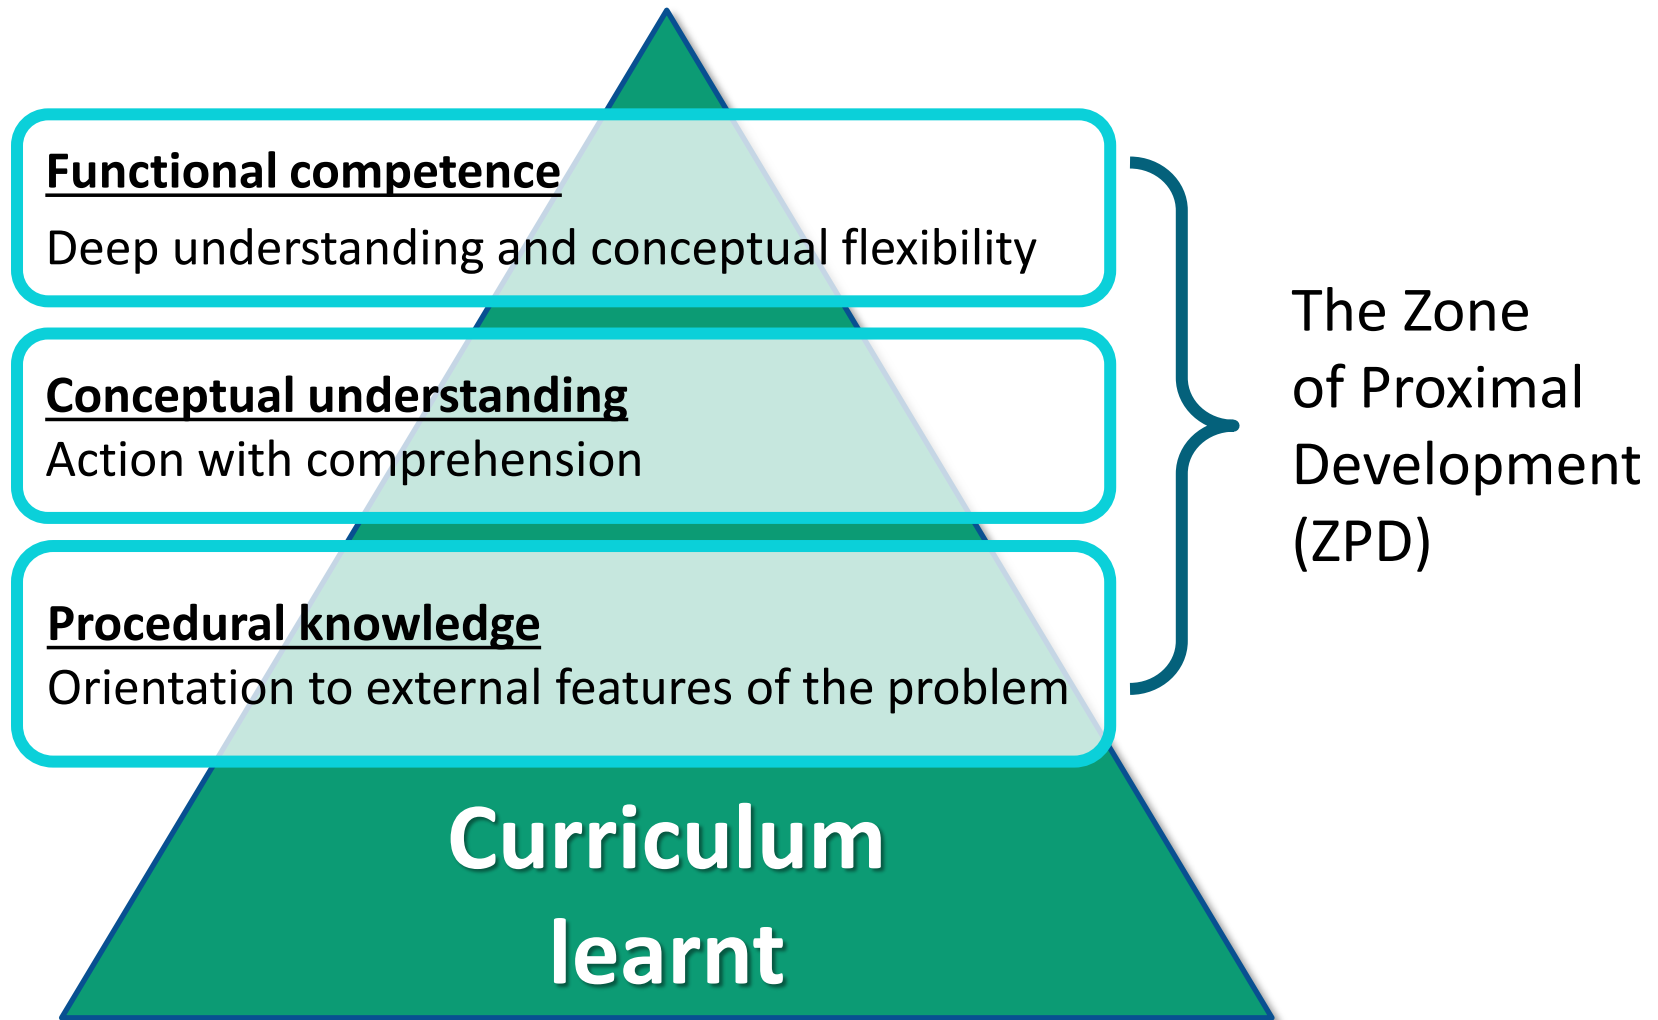 Functional competence
Deep understanding and conceptual flexibility
Conceptual understanding
Action with comprehension
Procedural knowledge
Orientation to external features of the problem
Curriculum
learnt
The Zone
of Proximal
Development
(ZPD)